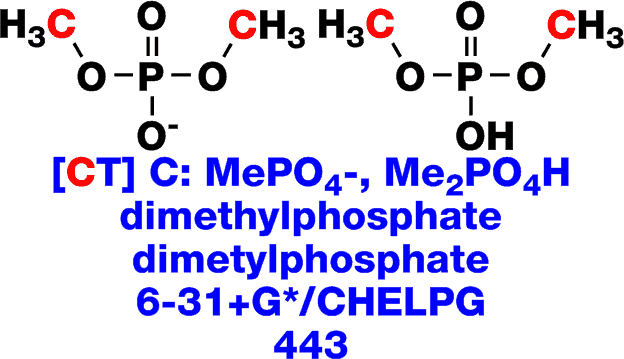 H₃C O CH₃ H₃C O CH₃
O P O O P O
O⁻ OH
[CT] C: MePO₄-, Me₂PO₄H
dimethylphosphate
dimetylphosphate
6-31+G*/CHELPG
443